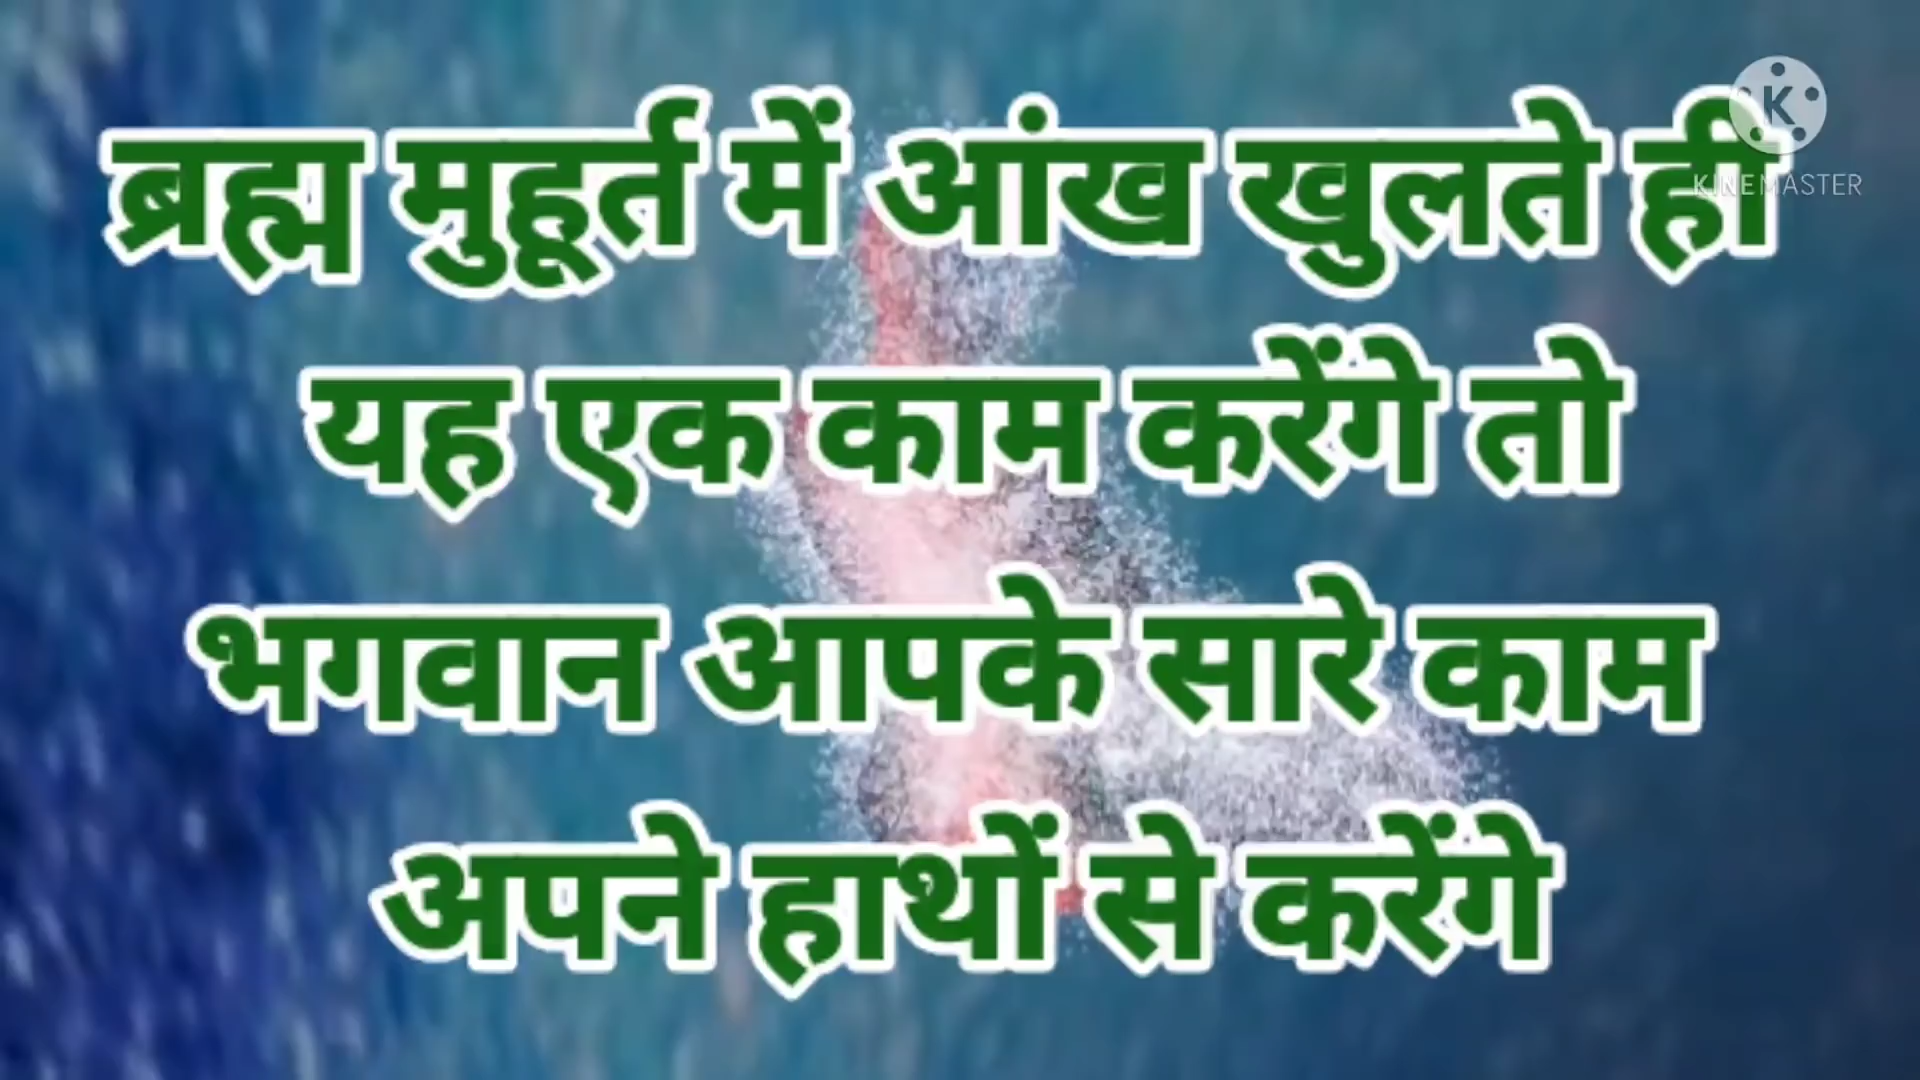 ब्रह्म मुहूर्त में आंख खुलते ही
यह एक काम करेंगे तो
भगवान आपके सारे काम
अपने हाथों से करेंगे
K
KINEMASTER